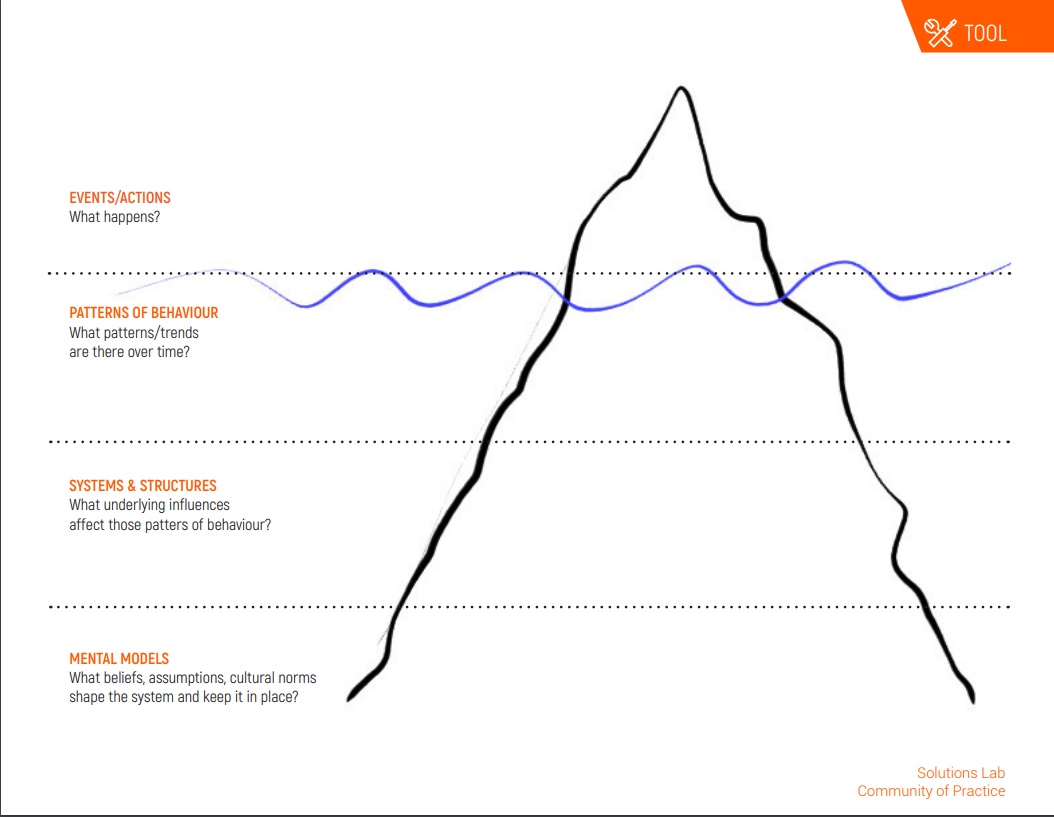 TOOL
EVENTS/ACTIONS
What happens?
PATTERNS OF BEHAVIOUR
What patterns/trends
are there over time?
SYSTEMS & STRUCTURES
What underlying influences
affect those patters of behaviour?
MENTAL MODELS
What beliefs, assumptions, cultural norms
shape the system and keep it in place?
Solutions Lab
Community of Practice